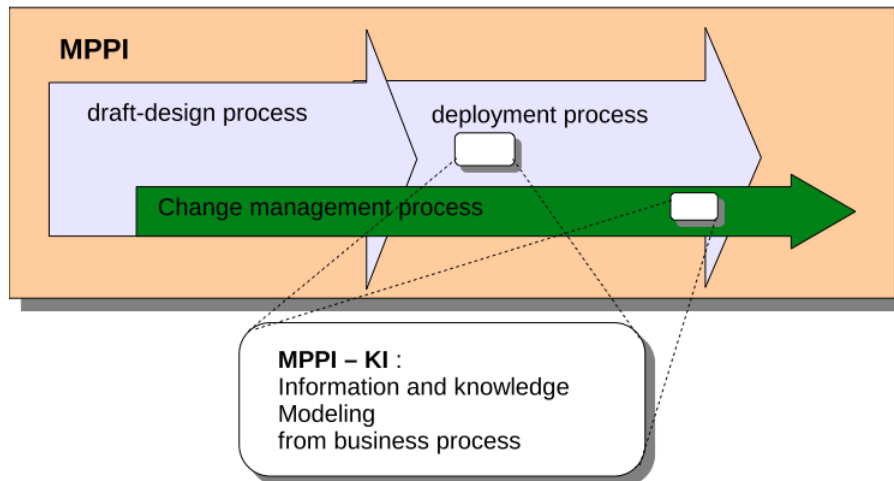 MPPI
draft-design process
deployment process
Change management process
MPPI – KI :
Information and knowledge
Modeling
from business process